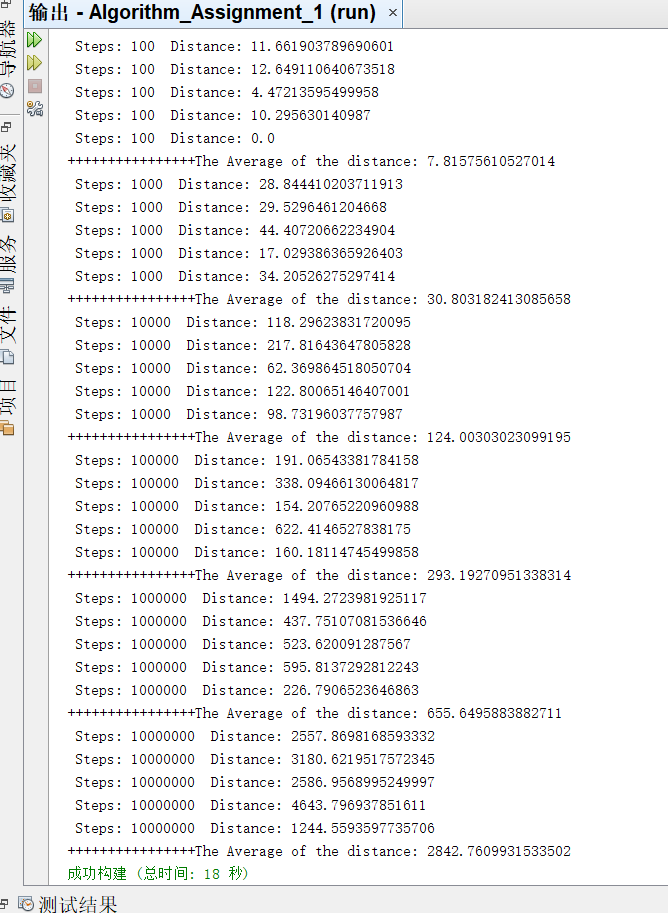 输出 - Algorithm_Assignment_1 (run) ×
Steps: 100  Distance: 11.661903789690601
Steps: 100  Distance: 12.649110640673518
Steps: 100  Distance: 4.47213595499958
Steps: 100  Distance: 10.295630140987
Steps: 100  Distance: 0.0
++++++++++++++++The Average of the distance: 7.81575610527014
Steps: 1000  Distance: 28.844410203711913
Steps: 1000  Distance: 29.5296461204668
Steps: 1000  Distance: 44.40720662234904
Steps: 1000  Distance: 17.029386365926403
Steps: 1000  Distance: 34.20526275297414
++++++++++++++++The Average of the distance: 30.803182413085658
Steps: 10000  Distance: 118.29623831720095
Steps: 10000  Distance: 217.81643647805828
Steps: 10000  Distance: 62.369864518050704
Steps: 10000  Distance: 122.80065146407001
Steps: 10000  Distance: 98.73196037757987
++++++++++++++++The Average of the distance: 124.00303023099195
Steps: 100000  Distance: 191.06543381784158
Steps: 100000  Distance: 338.09466130064817
Steps: 100000  Distance: 154.20765220960988
Steps: 100000  Distance: 622.4146527838175
Steps: 100000  Distance: 160.18114745499858
++++++++++++++++The Average of the distance: 293.19270951338314
Steps: 1000000  Distance: 1494.2723981925117
Steps: 1000000  Distance: 437.75107081536646
Steps: 1000000  Distance: 523.620091287567
Steps: 1000000  Distance: 595.8137292812243
Steps: 1000000  Distance: 226.7906523646863
++++++++++++++++The Average of the distance: 655.6495883882711
Steps: 10000000  Distance: 2557.8698168593332
Steps: 10000000  Distance: 3180.6219517572345
Steps: 10000000  Distance: 2586.9568995249997
Steps: 10000000  Distance: 4643.796937851611
Steps: 10000000  Distance: 1244.5593597735706
++++++++++++++++The Average of the distance: 2842.7609931533502
成功构建 (总时间: 18 秒)
导航器
收藏夹
服务
文件
项目
测试结果